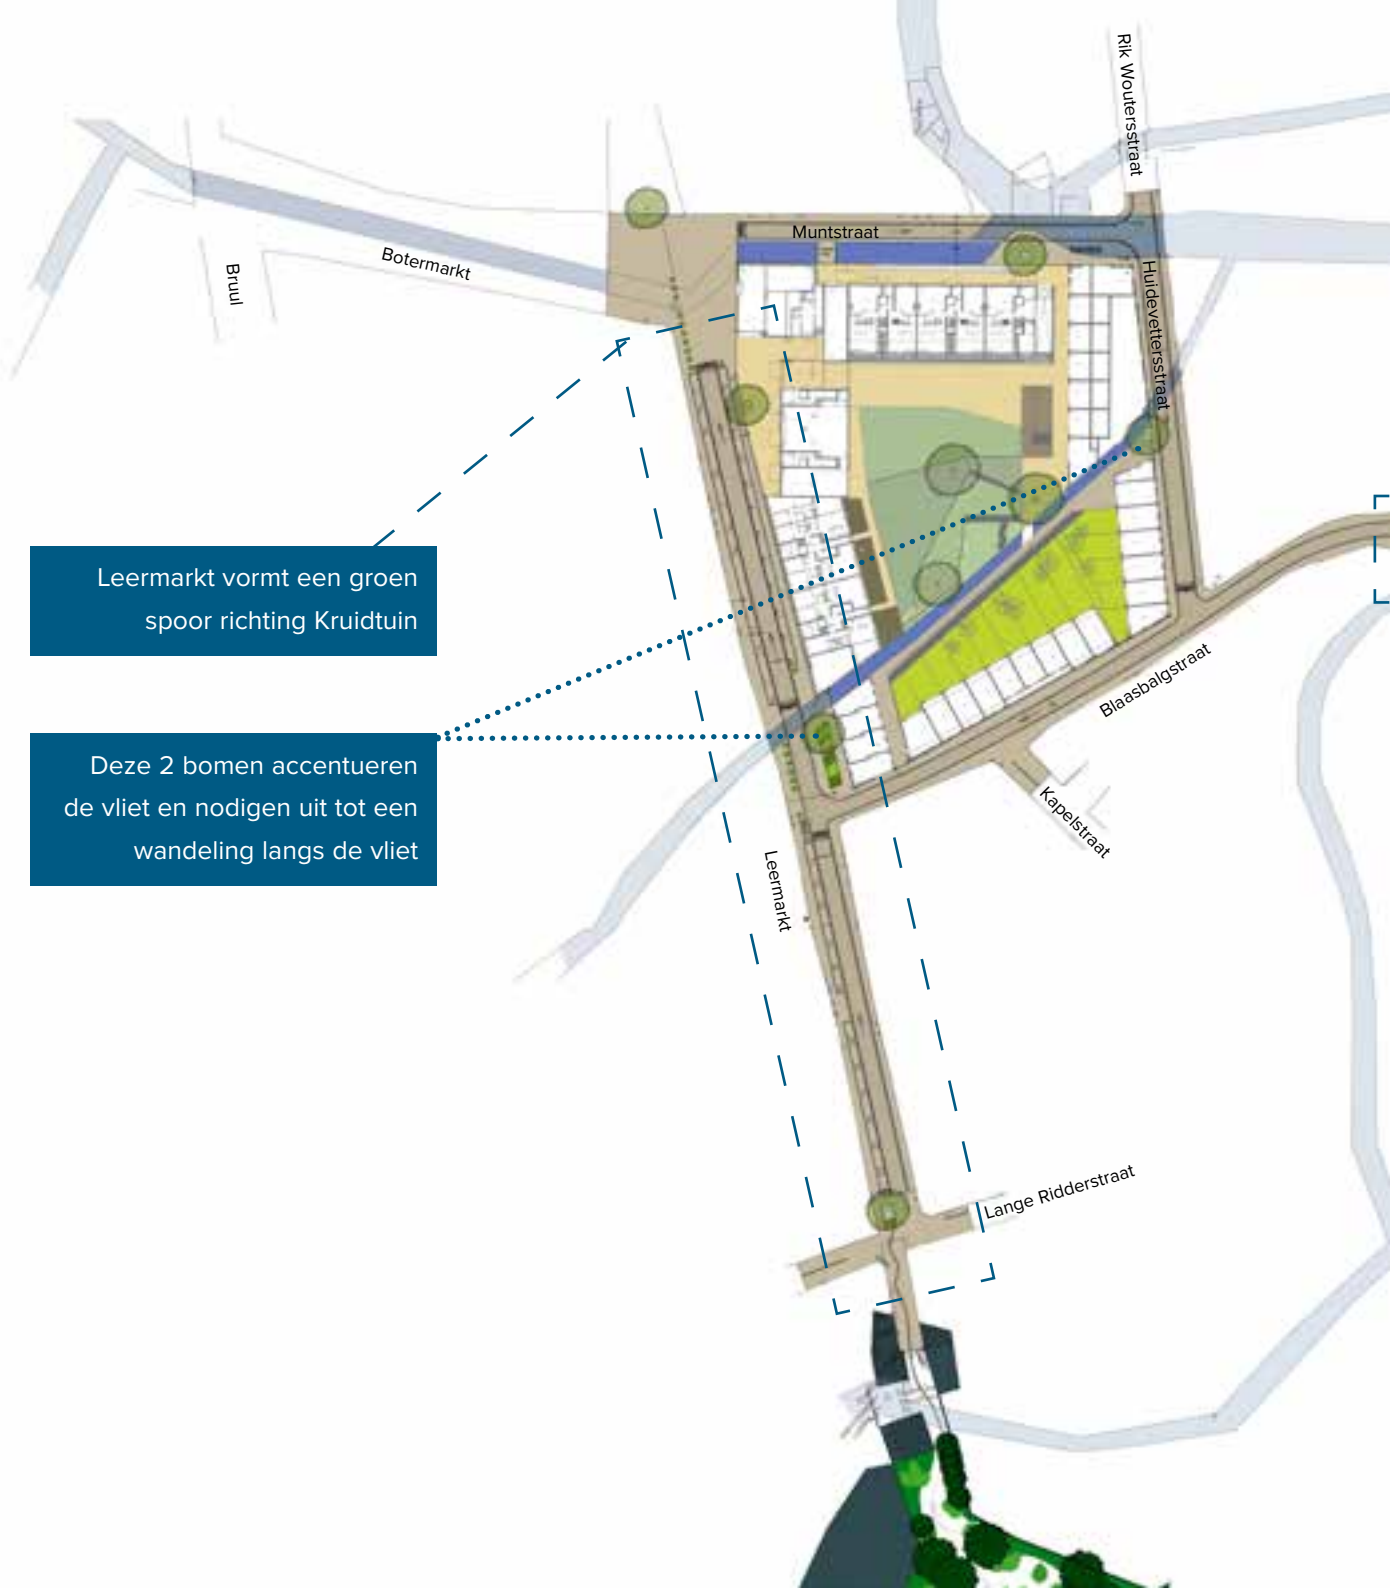 Rik Woutersstraat
Muntstraat
Botermarkt
Bruul
Huidevettersstraat
Leermarkt vormt een groen
spoor richting Kruidtuin
Blaasbalgstraat
Deze 2 bomen accentueren
de vliet en nodigen uit tot een
wandeling langs de vliet
Kapelstraat
Leermarkt
Lange Ridderstraat